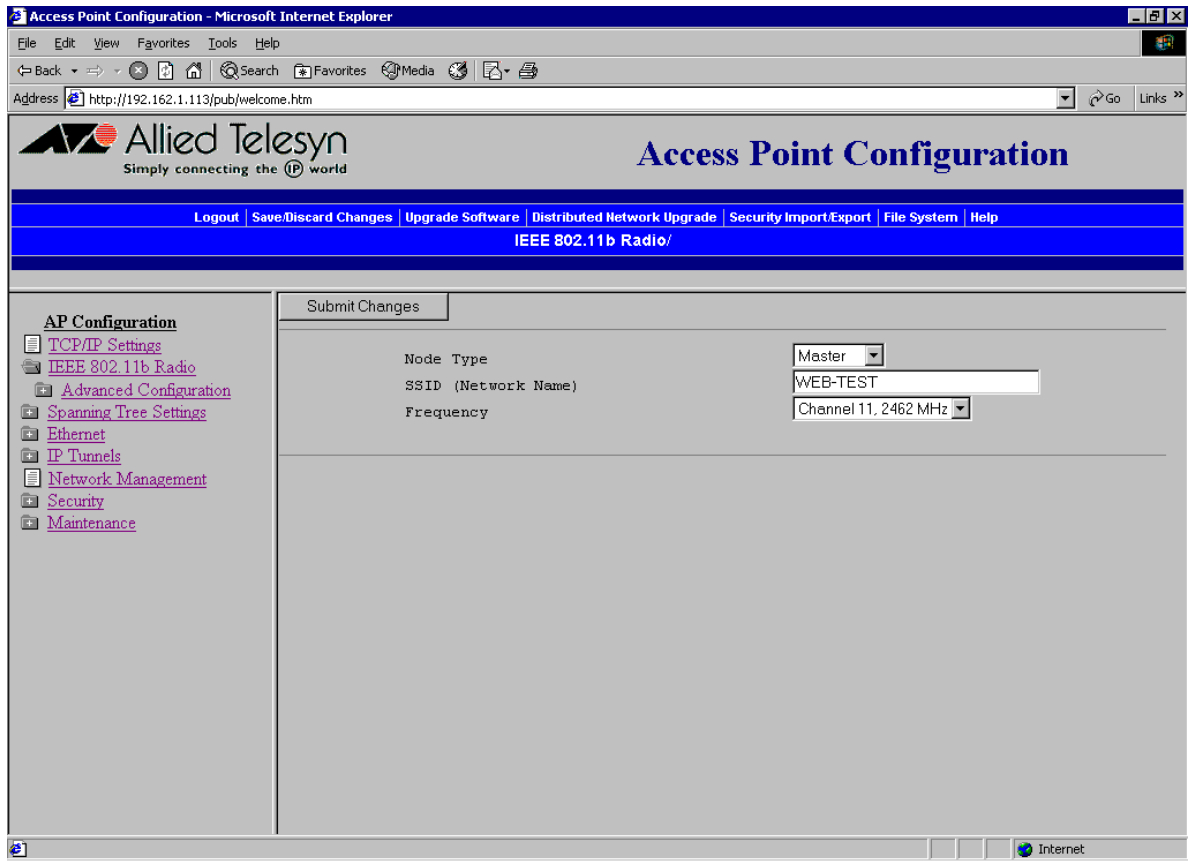 Access Point Configuration - Microsoft Internet Explorer
File Edit View Favorites Tools Help
Back Search Favorites Media
Address http://192.162.1.113/pub/welcome.htm Go Links »
Allied Telesyn
Simply connecting the IP world
Access Point Configuration
Logout | Save/Discard Changes | Upgrade Software | Distributed Network Upgrade | Security Import/Export | File System | Help
IEEE 802.11b Radio/
Submit Changes
AP Configuration
TCP/IP Settings
IEEE 802.11b Radio
Advanced Configuration
Spanning Tree Settings
Ethernet
IP Tunnels
Network Management
Security
Maintenance
Node Type Master
SSID (Network Name) WEB-TEST
Frequency Channel 11, 2462 MHz
Internet